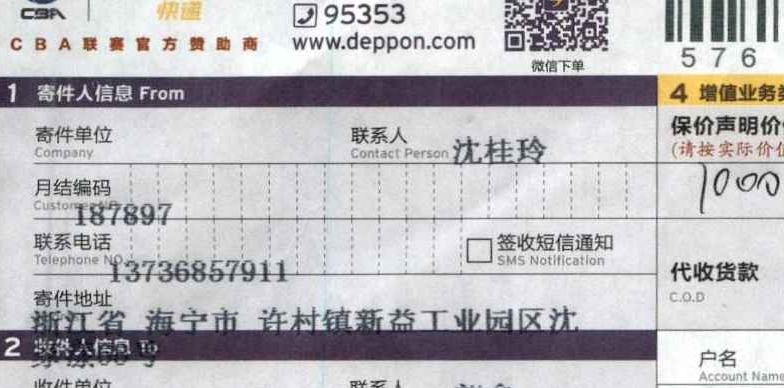 CBA
快递
95353
CBA联赛官方赞助商
www.deppon.com
微信下单
576
1 寄件人信息 From
4 增值业务类
寄件单位
Company
联系人
Contact Person 沈桂玲
保价声明价值
(请按实际价值
月结编码
Customer
187897
1000
联系电话
Telephone NO.
13736857911
签收短信通知
SMS Notification
代收货款
C.O.D
寄件地址
浙江省 海宁市 许村镇新益工业园区沈
2 收件人信息 To
户名
Account Name
收件单位
联系人